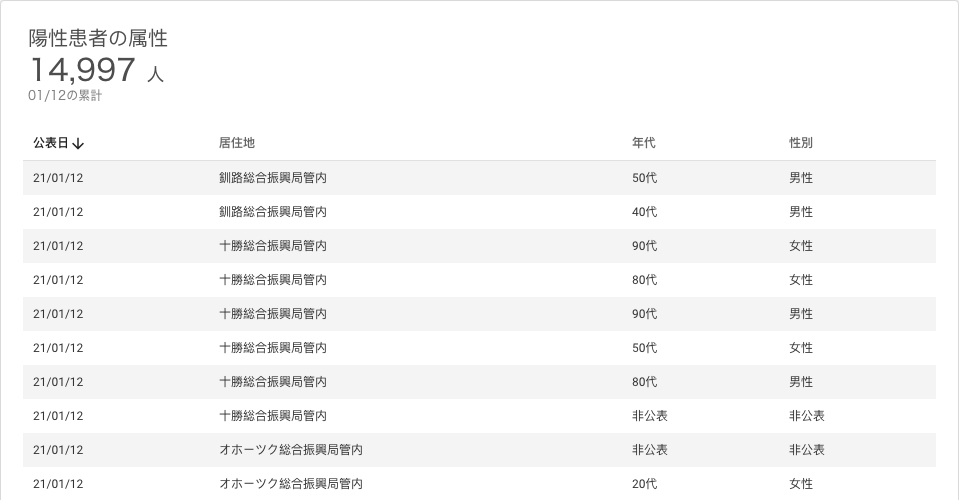 陽性患者の属性
14,997 人
01/12の累計
公表日↓ 居住地 年代 性別
21/01/12 釧路総合振興局管内 50代 男性
21/01/12 釧路総合振興局管内 40代 男性
21/01/12 十勝総合振興局管内 90代 女性
21/01/12 十勝総合振興局管内 80代 女性
21/01/12 十勝総合振興局管内 90代 男性
21/01/12 十勝総合振興局管内 50代 女性
21/01/12 十勝総合振興局管内 80代 男性
21/01/12 十勝総合振興局管内 非公表 非公表
21/01/12 オホーツク総合振興局管内 非公表 非公表
21/01/12 オホーツク総合振興局管内 20代 女性